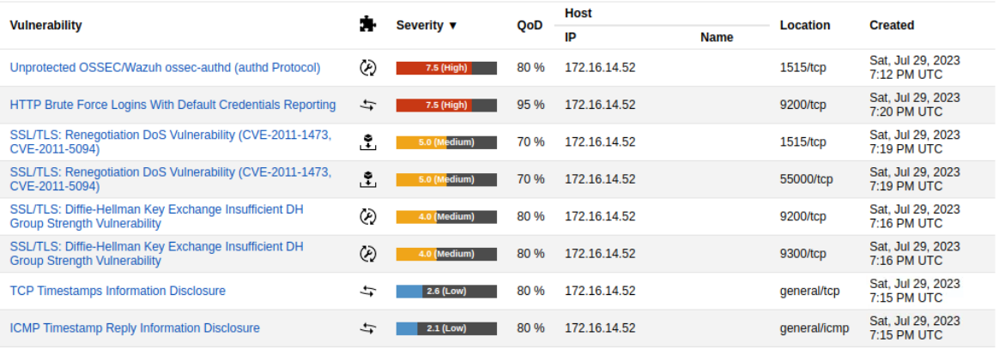 Vulnerability Severity ▼ QoD Host Location Created
IP Name
Unprotected OSSEC/Wazuh ossec-authd (authd Protocol) 7.5 (High) 80 % 172.16.14.52 1515/tcp Sat, Jul 29, 2023
7:12 PM UTC
HTTP Brute Force Logins With Default Credentials Reporting 7.5 (High) 95 % 172.16.14.52 9200/tcp Sat, Jul 29, 2023
7:20 PM UTC
SSL/TLS: Renegotiation DoS Vulnerability (CVE-2011-1473, 5.0 (Medium) 70 % 172.16.14.52 1515/tcp Sat, Jul 29, 2023
CVE-2011-5094) 7:19 PM UTC
SSL/TLS: Renegotiation DoS Vulnerability (CVE-2011-1473, 5.0 (Medium) 70 % 172.16.14.52 55000/tcp Sat, Jul 29, 2023
CVE-2011-5094) 7:19 PM UTC
SSL/TLS: Diffie-Hellman Key Exchange Insufficient DH 4.0 (Medium) 80 % 172.16.14.52 9200/tcp Sat, Jul 29, 2023
Group Strength Vulnerability 7:16 PM UTC
SSL/TLS: Diffie-Hellman Key Exchange Insufficient DH 4.0 (Medium) 80 % 172.16.14.52 9300/tcp Sat, Jul 29, 2023
Group Strength Vulnerability 7:16 PM UTC
TCP Timestamps Information Disclosure 2.6 (Low) 80 % 172.16.14.52 general/tcp Sat, Jul 29, 2023
7:15 PM UTC
ICMP Timestamp Reply Information Disclosure 2.1 (Low) 80 % 172.16.14.52 general/icmp Sat, Jul 29, 2023
7:15 PM UTC